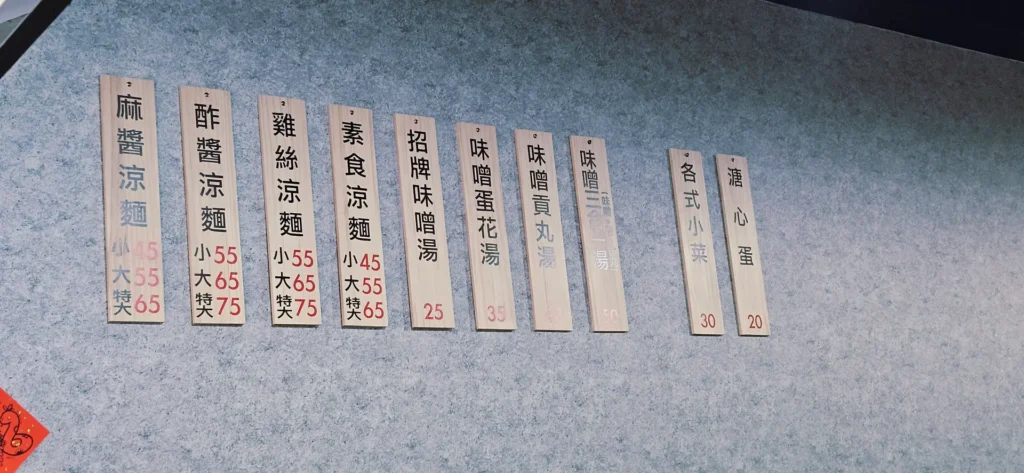 麻醬涼麵
小45
大55
特大65
酢醬涼麵
小55
大65
特大75
雞絲涼麵
小55
大65
特大75
素食涼麵
小45
大55
特大65
招牌味噌湯
25
味噌蛋花湯
35
味噌貢丸湯
味噌三合一湯
各式小菜
30
溏心蛋
20